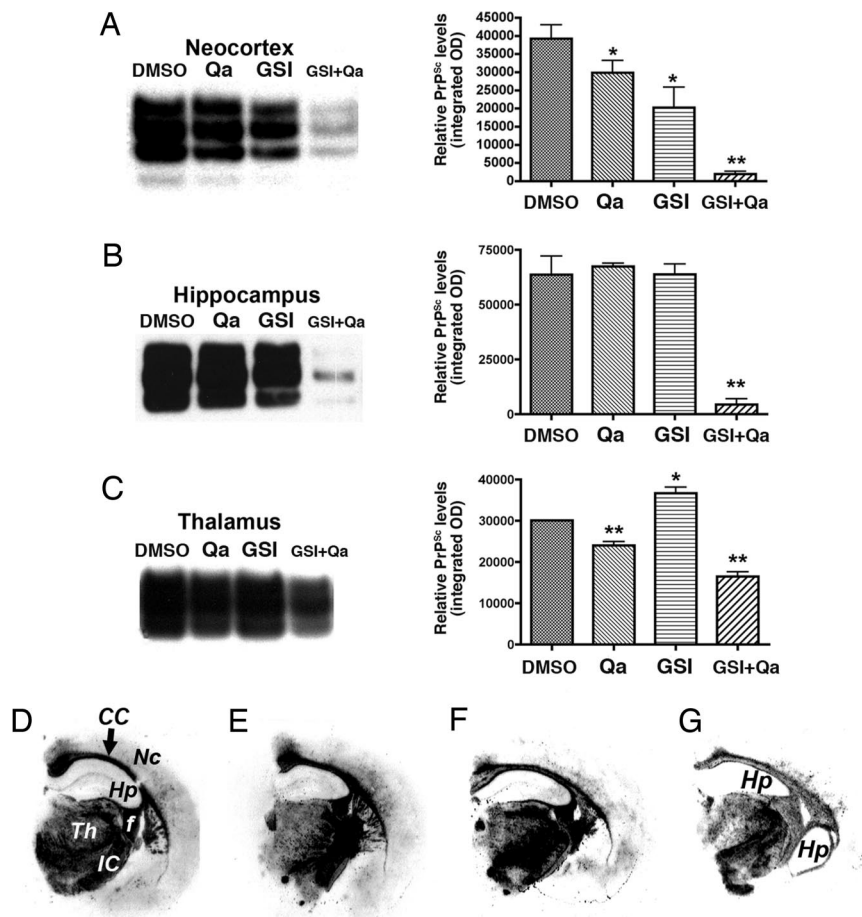 A
Neocortex
DMSO Qa GSI GSI+Qa
Relative PrPSc levels
(integrated OD)
45000
40000
35000
30000
25000
20000
15000
10000
5000
0
*
*
**
DMSO Qa GSI GSI+Qa
B
Hippocampus
DMSO Qa GSI GSI+Qa
Relative PrPSc levels
(integrated OD)
75000
50000
25000
0
**
DMSO Qa GSI GSI+Qa
C
Thalamus
DMSO Qa GSI GSI+Qa
Relative PrPSc levels
(integrated OD)
40000
30000
20000
10000
0
**
*
**
DMSO Qa GSI GSI+Qa
D
CC
Nc
Hp
Th
f
IC
E
F
G
Hp
Hp